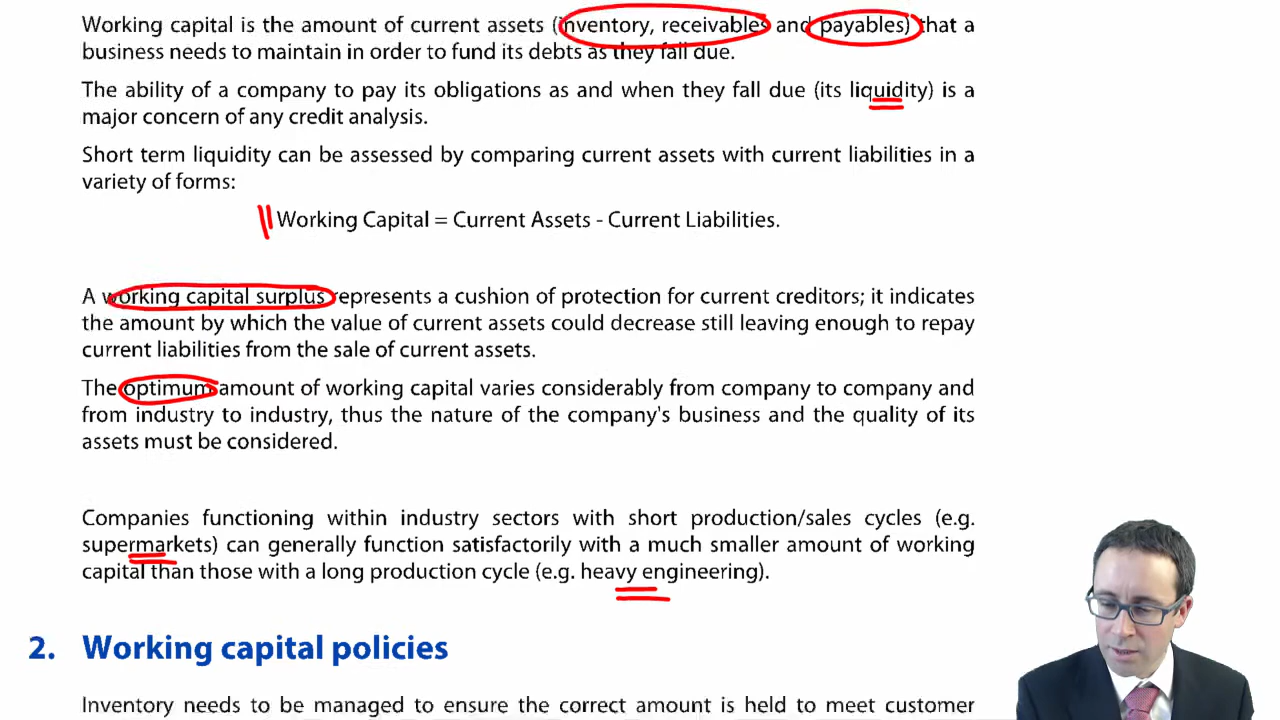 Working capital is the amount of current assets (inventory, receivables and payables) that a
business needs to maintain in order to fund its debts as they fall due.
The ability of a company to pay its obligations as and when they fall due (its liquidity) is a
major concern of any credit analysis.
Short term liquidity can be assessed by comparing current assets with current liabilities in a
variety of forms:
Working Capital = Current Assets - Current Liabilities.
A working capital surplus represents a cushion of protection for current creditors; it indicates
the amount by which the value of current assets could decrease still leaving enough to repay
current liabilities from the sale of current assets.
The optimum amount of working capital varies considerably from company to company and
from industry to industry, thus the nature of the company's business and the quality of its
assets must be considered.
Companies functioning within industry sectors with short production/sales cycles (e.g.
supermarkets) can generally function satisfactorily with a much smaller amount of working
capital than those with a long production cycle (e.g. heavy engineering).
2. Working capital policies
Inventory needs to be managed to ensure the correct amount is held to meet customer